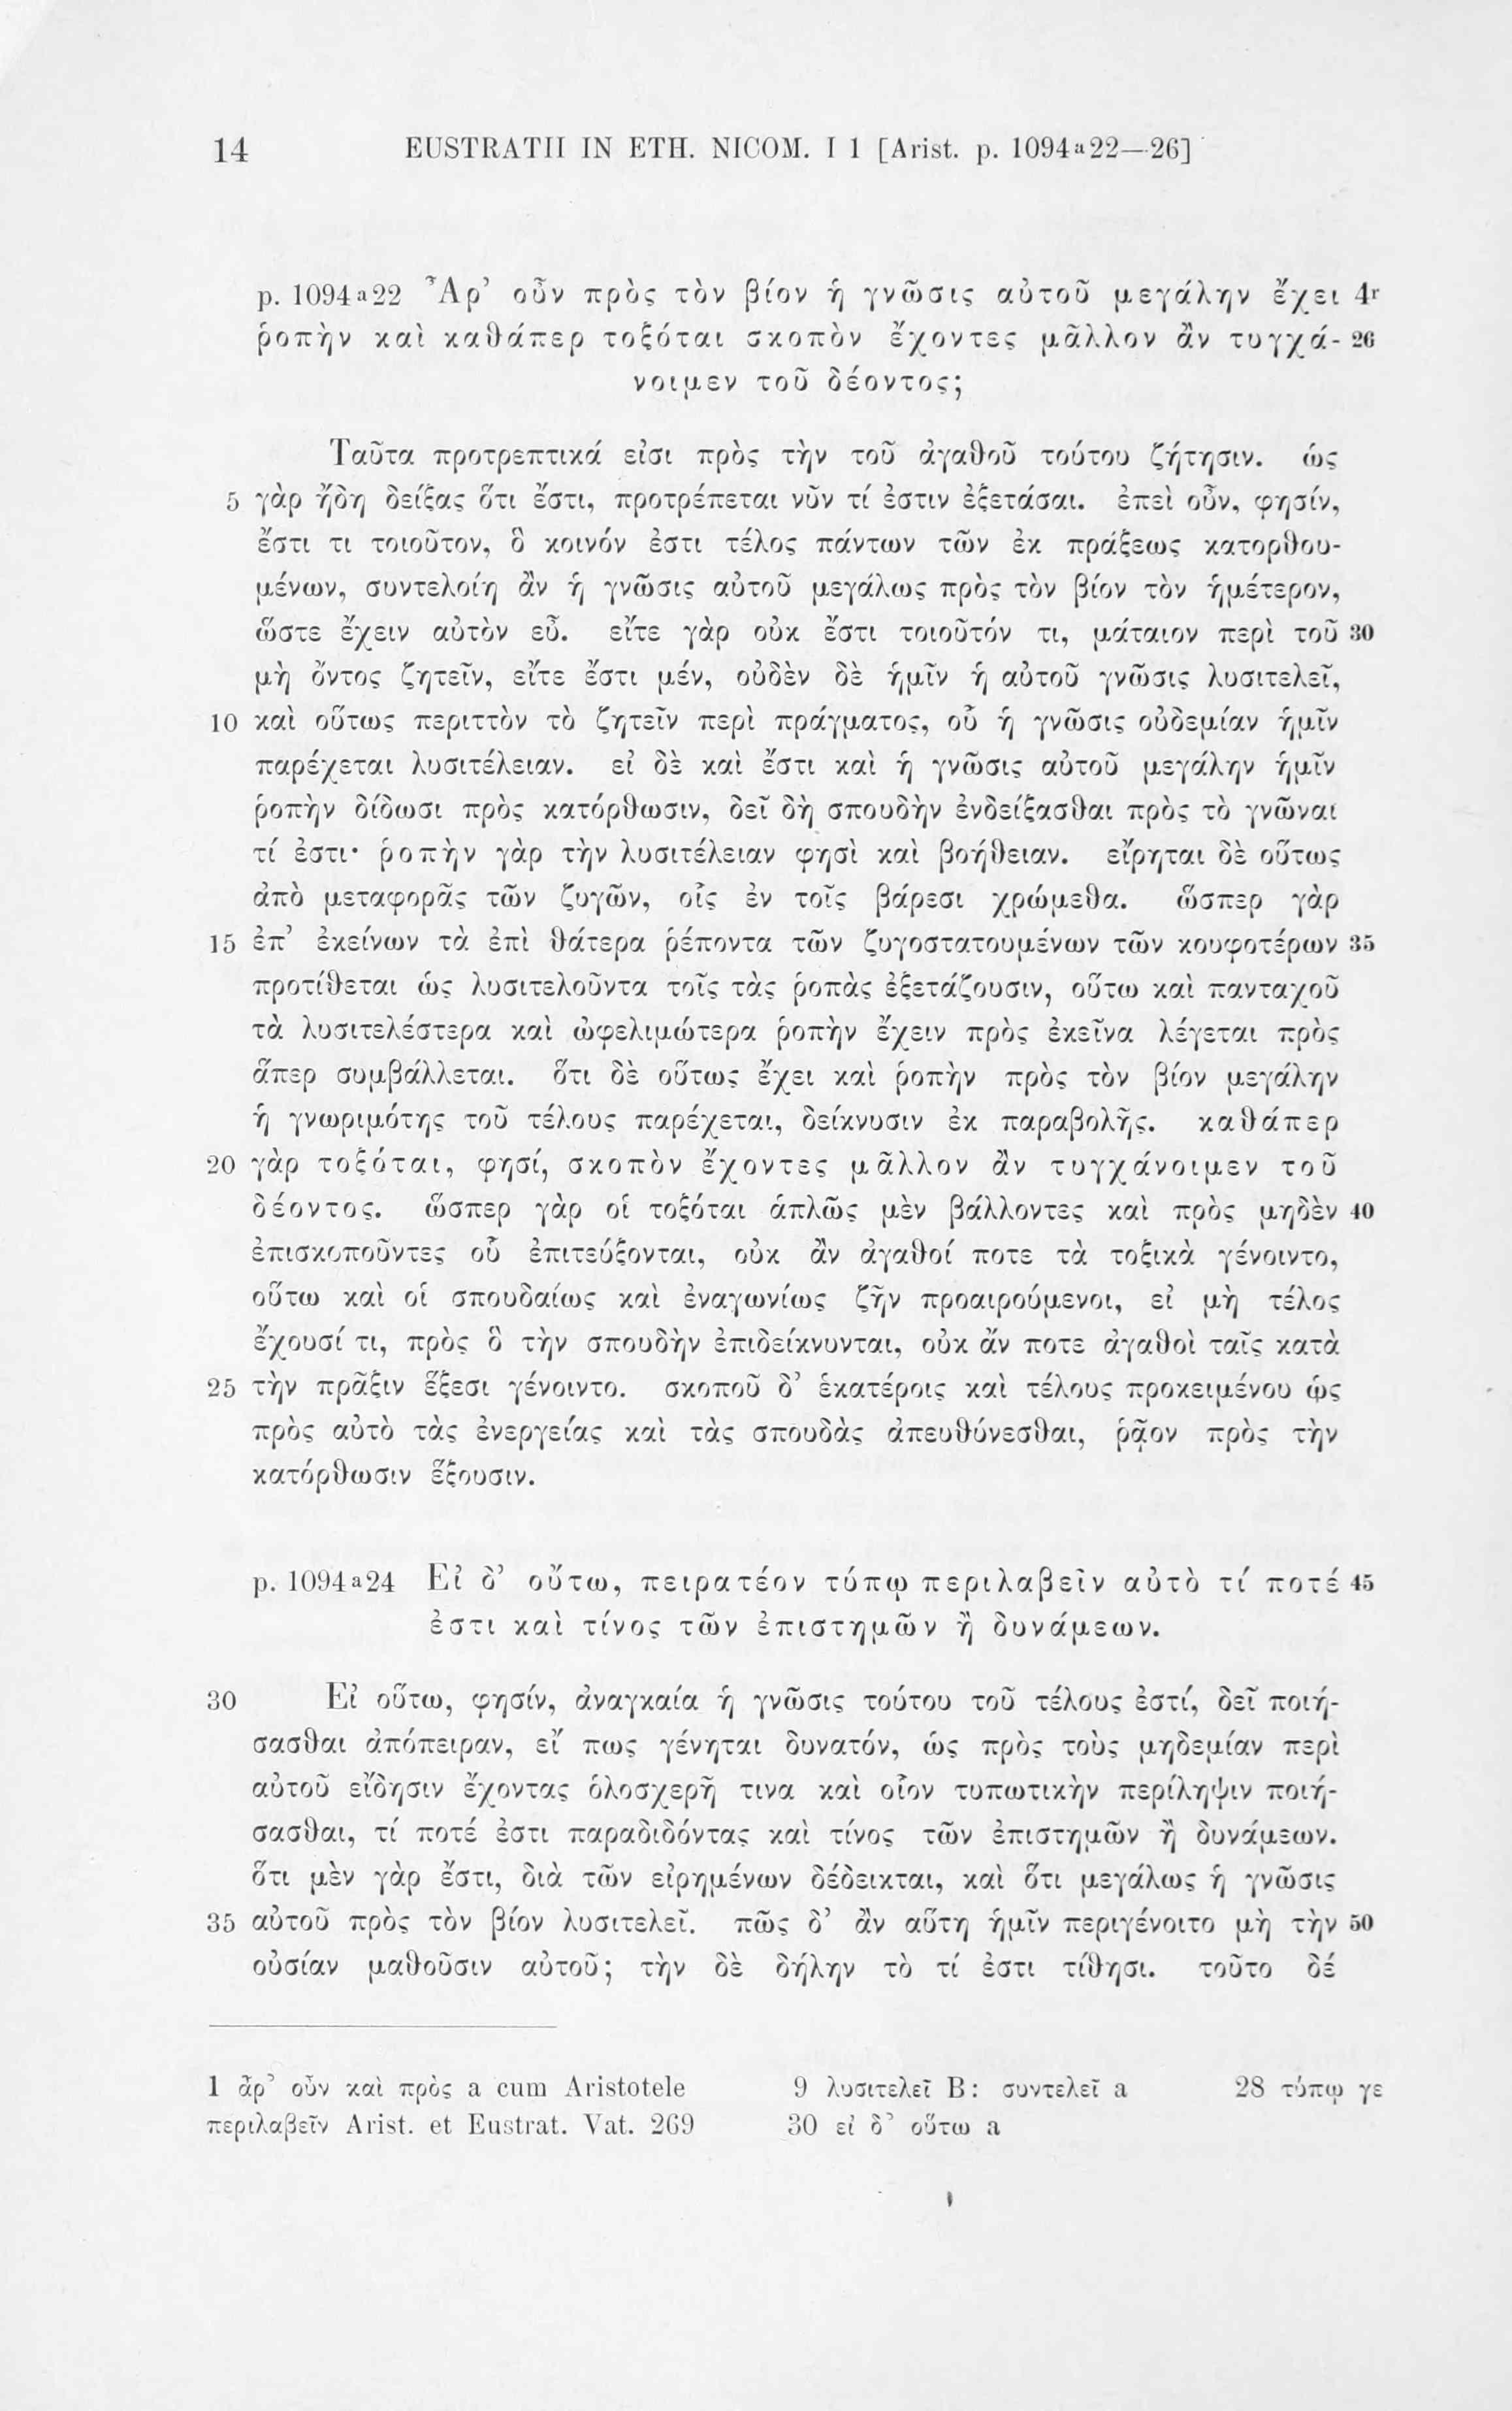 14 EUSTRATII IN ETH. NICOM. I 1 [Arist. p. 1094a22—26]
p. 1094a22 Ἆρ’ οὖν πρὸς τὸν βίον ἡ γνῶσις αὐτοῦ μεγάλην ἔχει 4r
ῥοπὴν καὶ καθάπερ τοξόται σκοπὸν ἔχοντες μᾶλλον ἂν τυγχά- 26
νοιμεν τοῦ δέοντος;
Ταῦτα προτρεπτικά εἰσι πρὸς τὴν τοῦ ἀγαθοῦ τούτου ζήτησιν. ὡς
5 γὰρ ἤδη δείξας ὅτι ἔστι, προτρέπεται νῦν τί ἐστιν ἐξετάσαι. ἐπεὶ οὖν, φησίν,
ἔστι τι τοιοῦτον, ὃ κοινόν ἐστι τέλος πάντων τῶν ἐκ πράξεως κατορθου-
μένων, συντελοίη ἂν ἡ γνῶσις αὐτοῦ μεγάλως πρὸς τὸν βίον τὸν ἡμέτερον,
ὥστε ἔχειν αὐτὸν εὖ. εἴτε γὰρ οὐκ ἔστι τοιοῦτόν τι, μάταιον περὶ τοῦ 30
μὴ ὄντος ζητεῖν, εἴτε ἔστι μέν, οὐδὲν δὲ ἡμῖν ἡ αὐτοῦ γνῶσις λυσιτελεῖ,
10 καὶ οὕτως περιττὸν τὸ ζητεῖν περὶ πράγματος, οὗ ἡ γνῶσις οὐδεμίαν ἡμῖν
παρέχεται λυσιτέλειαν. εἰ δὲ καὶ ἔστι καὶ ἡ γνῶσις αὐτοῦ μεγάλην ἡμῖν
ῥοπὴν δίδωσι πρὸς κατόρθωσιν, δεῖ δὴ σπουδὴν ἐνδείξασθαι πρὸς τὸ γνῶναι
τί ἐστι· ῥοπὴν γὰρ τὴν λυσιτέλειαν φησὶ καὶ βοήθειαν. εἴρηται δὲ οὕτως
ἀπὸ μεταφορᾶς τῶν ζυγῶν, οἷς ἐν τοῖς βάρεσι χρώμεθα. ὥσπερ γὰρ
15 ἐπ’ ἐκείνων τὰ ἐπὶ θάτερα ῥέποντα τῶν ζυγοστατουμένων τῶν κουφοτέρων 35
προτίθεται ὡς λυσιτελοῦντα τοῖς τὰς ῥοπὰς ἐξετάζουσιν, οὕτω καὶ πανταχοῦ
τὰ λυσιτελέστερα καὶ ὠφελιμώτερα ῥοπὴν ἔχειν πρὸς ἐκεῖνα λέγεται πρὸς
ἅπερ συμβάλλεται. ὅτι δὲ οὕτως ἔχει καὶ ῥοπὴν πρὸς τὸν βίον μεγάλην
ἡ γνωριμότης τοῦ τέλους παρέχεται, δείκνυσιν ἐκ παραβολῆς. καθάπερ
20 γὰρ τοξόται, φησί, σκοπὸν ἔχοντες μᾶλλον ἂν τυγχάνοιμεν τοῦ
δέοντος. ὥσπερ γὰρ οἱ τοξόται ἁπλῶς μὲν βάλλοντες καὶ πρὸς μηδὲν 40
ἐπισκοποῦντες οὗ ἐπιτεύξονται, οὐκ ἂν ἀγαθοί ποτε τὰ τοξικὰ γένοιντο,
οὕτω καὶ οἱ σπουδαίως καὶ ἐναγωνίως ζῆν προαιρούμενοι, εἰ μὴ τέλος
ἔχουσί τι, πρὸς ὃ τὴν σπουδὴν ἐπιδείκνυνται, οὐκ ἄν ποτε ἀγαθοὶ ταῖς κατὰ
25 τὴν πρᾶξιν ἕξεσι γένοιντο. σκοποῦ δ’ ἑκατέροις καὶ τέλους προκειμένου ὡς
πρὸς αὐτὸ τὰς ἐνεργείας καὶ τὰς σπουδὰς ἀπευθύνεσθαι, ῥᾷον πρὸς τὴν
κατόρθωσιν ἕξουσιν.
p. 1094a24 Εἰ δ’ οὕτω, πειρατέον τύπῳ περιλαβεῖν αὐτὸ τί ποτέ 45
ἐστι καὶ τίνος τῶν ἐπιστημῶν ἢ δυνάμεων.
30 Εἰ οὕτω, φησίν, ἀναγκαία ἡ γνῶσις τούτου τοῦ τέλους ἐστί, δεῖ ποιή-
σασθαι ἀπόπειραν, εἴ πως γένηται δυνατόν, ὡς πρὸς τοὺς μηδεμίαν περὶ
αὐτοῦ εἴδησιν ἔχοντας ὁλοσχερῆ τινα καὶ οἷον τυπωτικὴν περίληψιν ποιή-
σασθαι, τί ποτέ ἐστι παραδιδόντας καὶ τίνος τῶν ἐπιστημῶν ἢ δυνάμεων.
ὅτι μὲν γὰρ ἔστι, διὰ τῶν εἰρημένων δέδεικται, καὶ ὅτι μεγάλως ἡ γνῶσις
35 αὐτοῦ πρὸς τὸν βίον λυσιτελεῖ. πῶς δ’ ἂν αὕτη ἡμῖν περιγένοιτο μὴ τὴν 50
οὐσίαν μαθοῦσιν αὐτοῦ; τὴν δὲ δήλην τὸ τί ἐστι τίθησι. τοῦτο δέ
1 ἆρ’ οὖν καὶ πρὸς a cum Aristotele 9 λυσιτελεῖ B: συντελεῖ a 28 τύπῳ γε
περιλαβεῖν Arist. et Eustrat. Vat. 269 30 εἰ δ’ οὕτω a